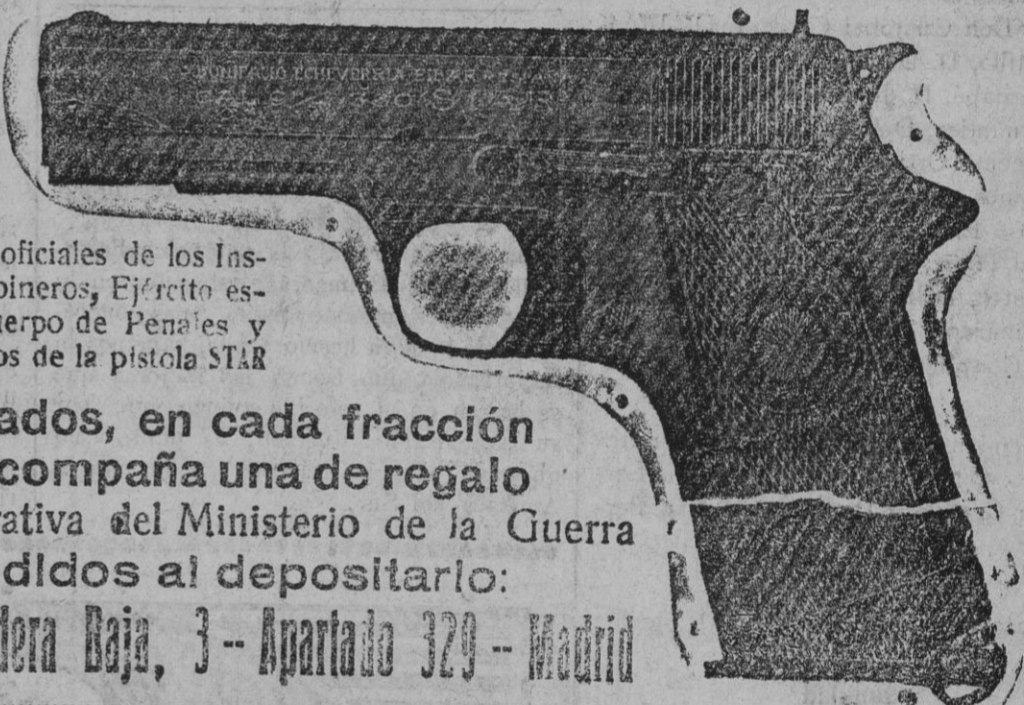 BONIFACIO ECHEVERRIA EIBAR
oficiales de los Ins-
bineros, Ejército es-
uerpo de Penales y
os de la pistola STAR
ados, en cada fracción
compaña una de regalo
rativa del Ministerio de la Guerra
didos al depositario:
dera Baja, 3 -- Apartado 329 -- Madrid